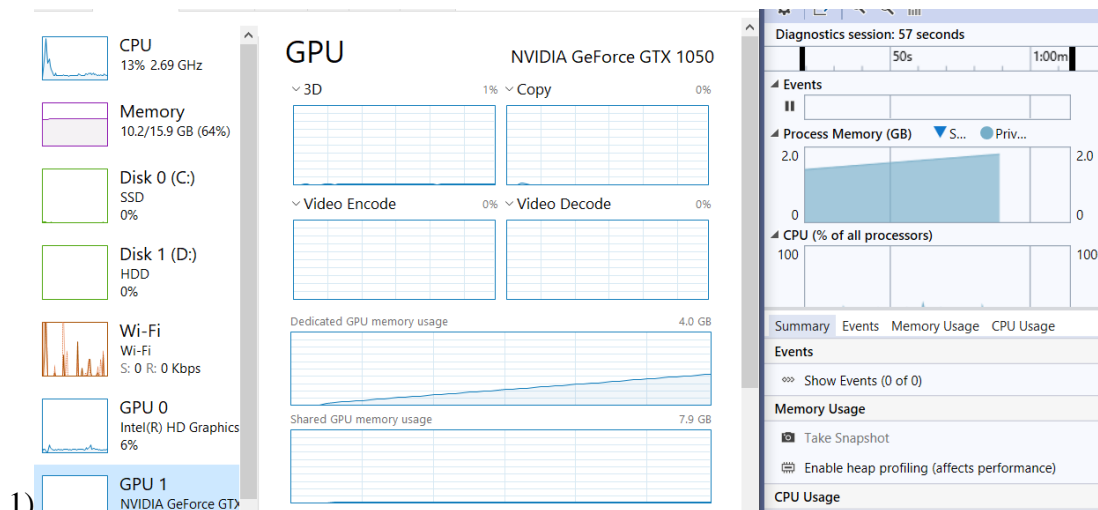 CPU
13% 2.69 GHz
Memory
10.2/15.9 GB (64%)
Disk 0 (C:)
SSD
0%
Disk 1 (D:)
HDD
0%
Wi-Fi
Wi-Fi
S: 0 R: 0 Kbps
GPU 0
Intel(R) HD Graphics
6%
GPU 1
NVIDIA GeForce GTX
1)
GPU NVIDIA GeForce GTX 1050
3D 1% Copy 0%
Video Encode 0% Video Decode 0%
Dedicated GPU memory usage 4.0 GB
Shared GPU memory usage 7.9 GB
Diagnostics session: 57 seconds
50s 1:00m
Events
Process Memory (GB) S... Priv...
2.0 2.0
0 0
CPU (% of all processors)
100 100
Summary Events Memory Usage CPU Usage
Events
Show Events (0 of 0)
Memory Usage
Take Snapshot
Enable heap profiling (affects performance)
CPU Usage